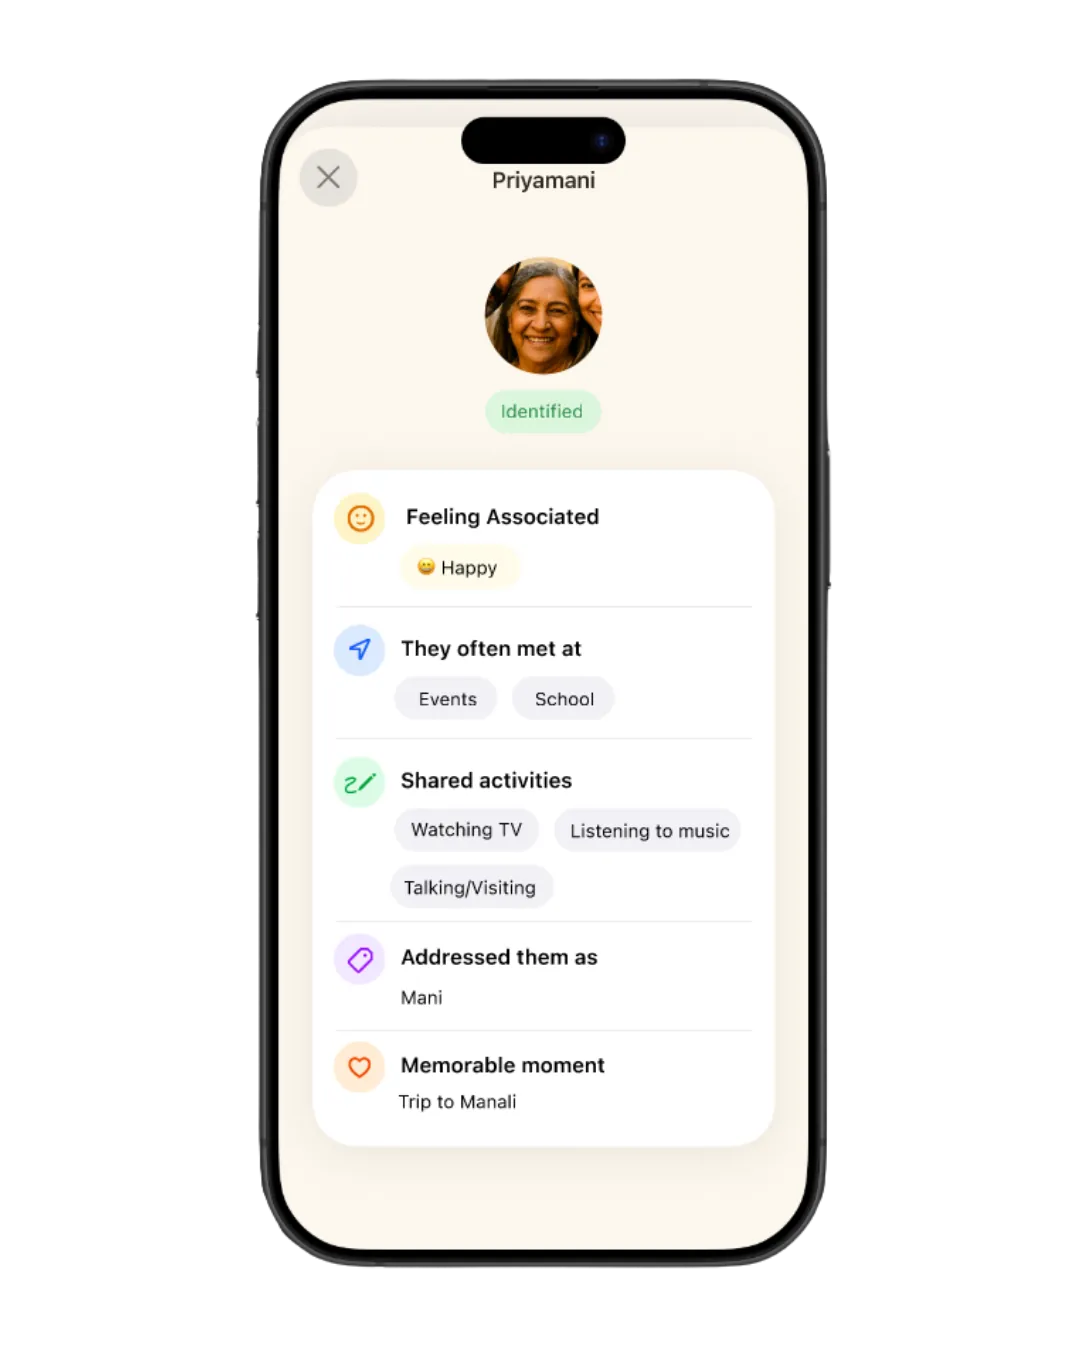 Priyamani
Identified
Feeling Associated
😀 Happy
They often met at
Events School
Shared activities
Watching TV Listening to music
Talking/Visiting
Addressed them as
Mani
Memorable moment
Trip to Manali